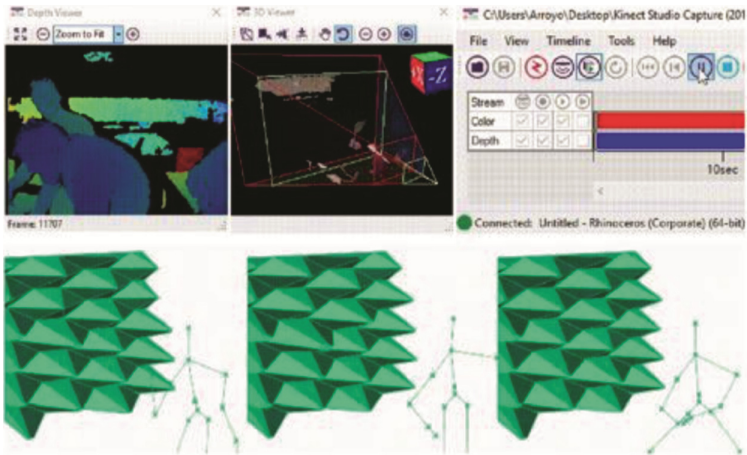 Depth Viewer
Zoom to Fit
Frame: 11707
3D Viewer
-Z
C:\Users\Arroyo\Desktop\Kinect Studio Capture (201
File View Timeline Tools Help
Stream
Color
Depth
10sec
Connected: Untitled - Rhinoceros (Corporate) (64-bit)